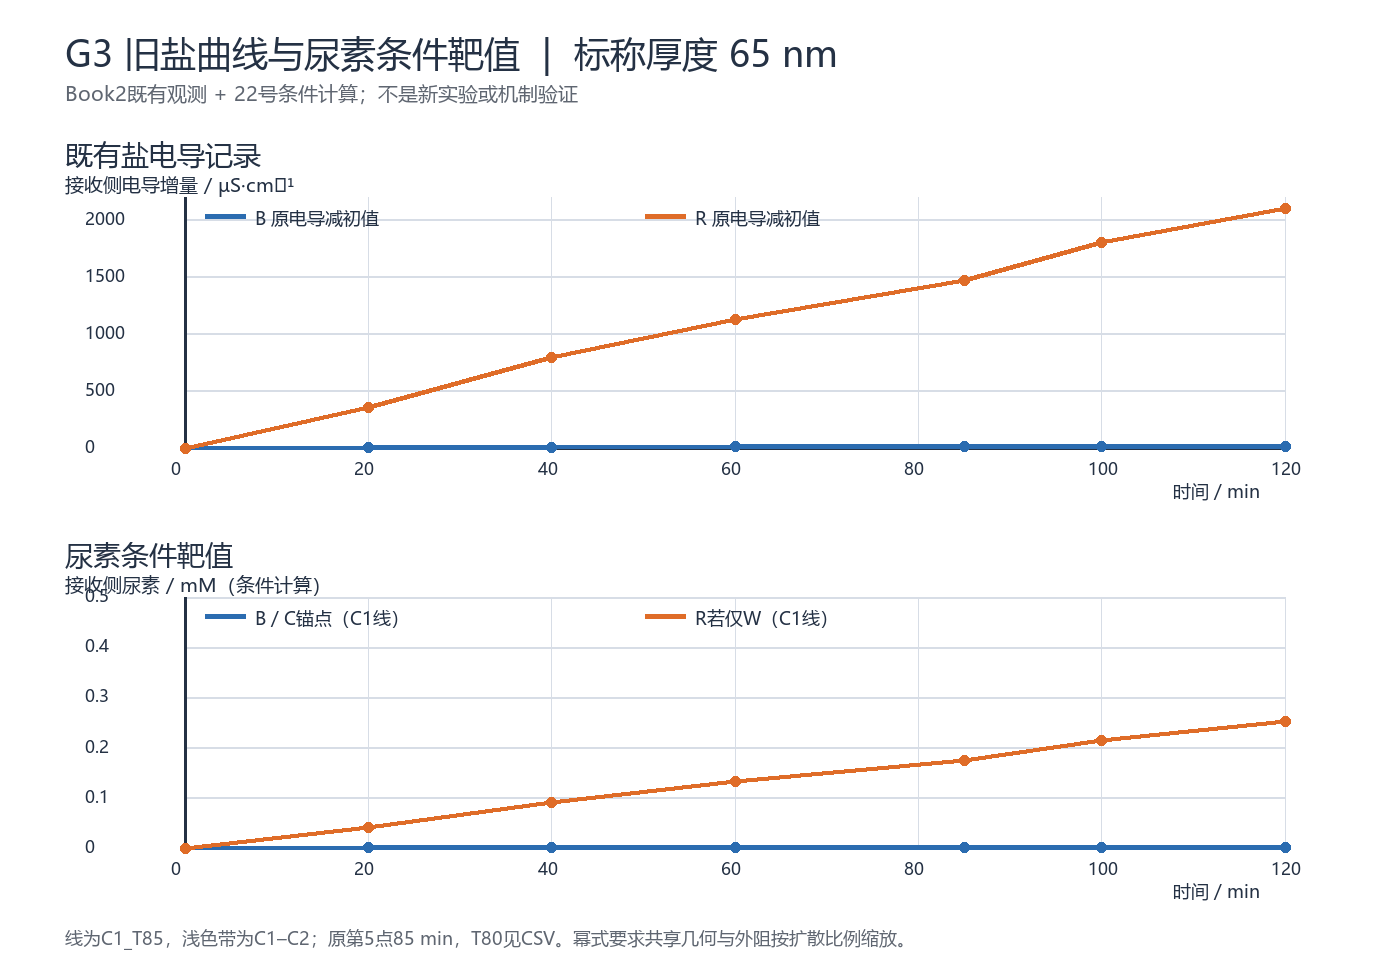 G3 旧盐曲线与尿素条件靶值 | 标称厚度 65 nm
Book2既有观测 + 22号条件计算；不是新实验或机制验证
既有盐电导记录
接收侧电导增量 / μS·cm□¹
B 原电导减初值
R 原电导减初值
2000
1500
1000
500
0
0 20 40 60 80 100 120
时间 / min
尿素条件靶值
接收侧尿素 / mM（条件计算）
B / C锚点（C1线）
R若仅W（C1线）
0.5
0.4
0.3
0.2
0.1
0
0 20 40 60 80 100 120
时间 / min
线为C1_T85，浅色带为C1–C2；原第5点85 min，T80见CSV。幂式要求共享几何与外阻按扩散比例缩放。